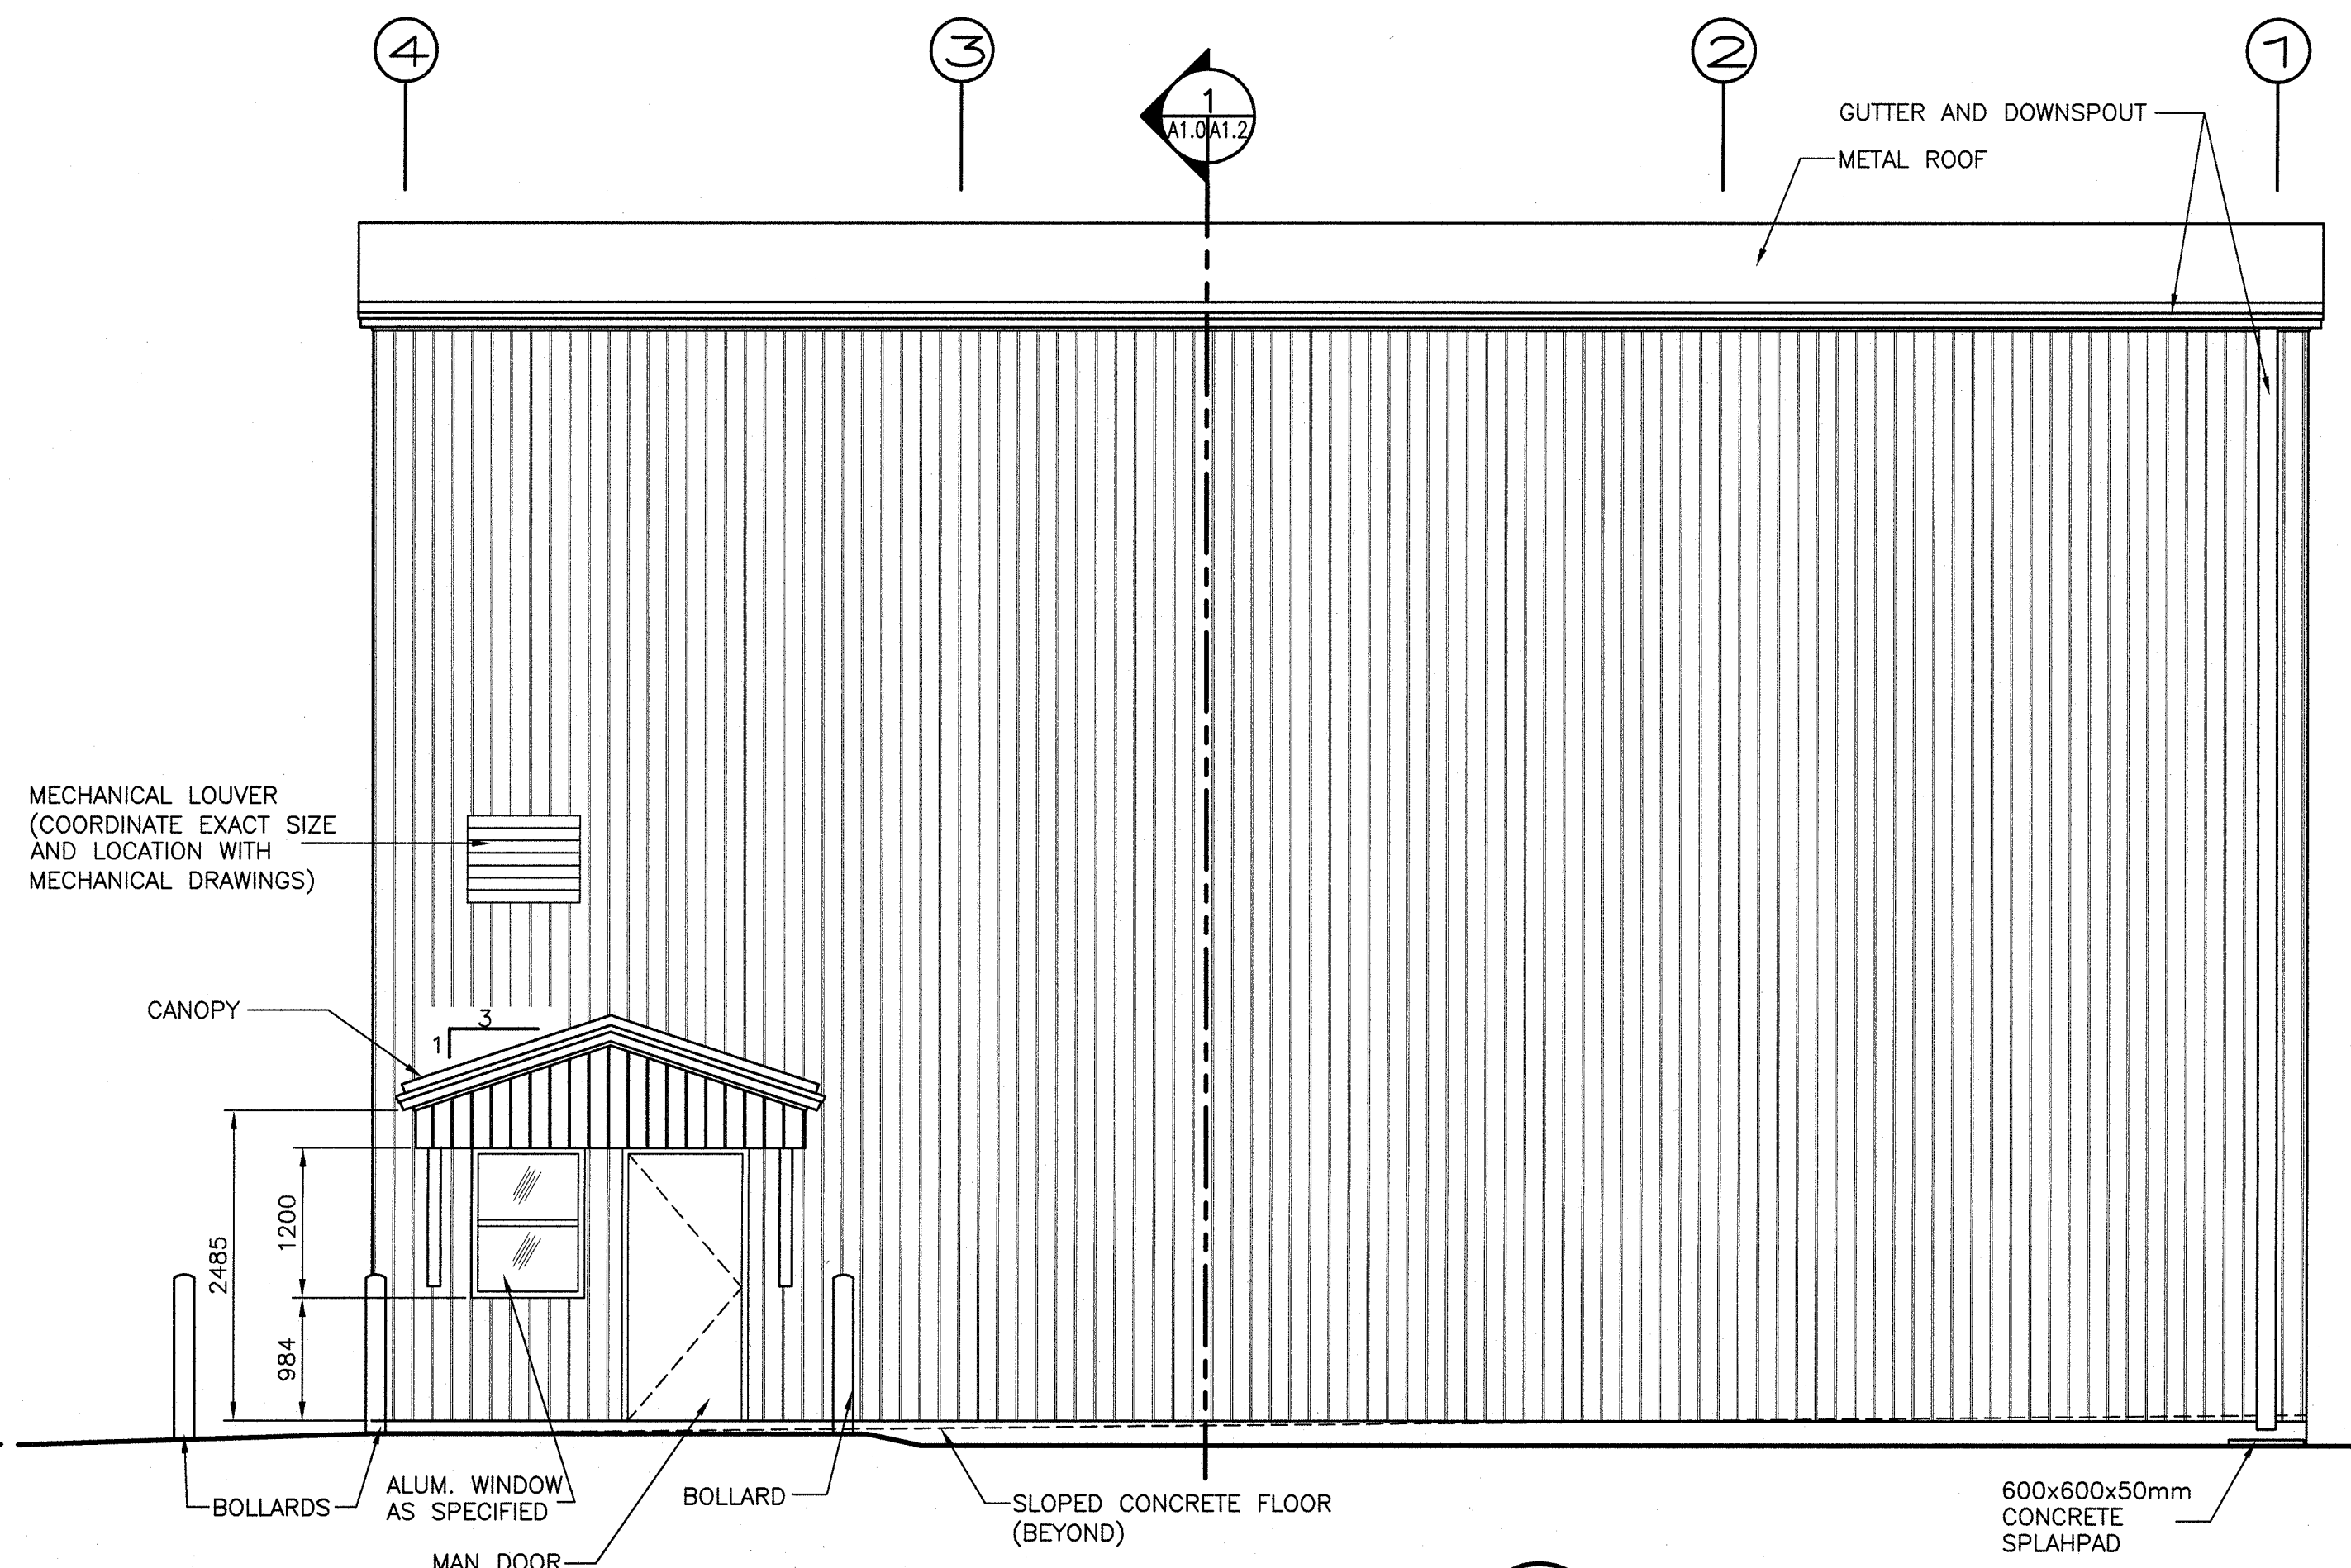 4
3
2
1
1
A1.0 A1.2
GUTTER AND DOWNSPOUT
METAL ROOF
MECHANICAL LOUVER
(COORDINATE EXACT SIZE
AND LOCATION WITH
MECHANICAL DRAWINGS)
CANOPY
3
1
2485
1200
984
BOLLARDS
ALUM. WINDOW
AS SPECIFIED
MAN DOOR
BOLLARD
SLOPED CONCRETE FLOOR
(BEYOND)
600x600x50mm
CONCRETE
SPLAHPAD